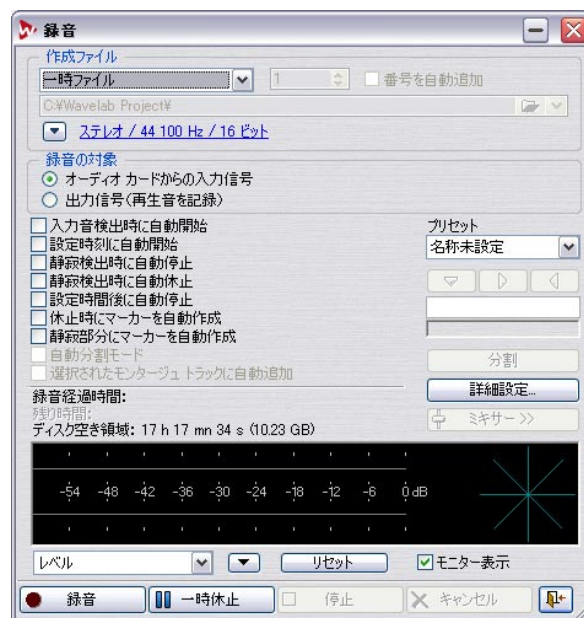 録音
作成ファイル
一時ファイル
1
番号を自動追加
C:¥Wavelab Project¥
ステレオ / 44 100 Hz / 16 ビット
録音の対象
オーディオ カードからの入力信号
出力信号(再生音を記録)
入力音検出時に自動開始
設定時刻に自動開始
静寂検出時に自動停止
静寂検出時に自動休止
設定時間後に自動停止
休止時にマーカーを自動作成
静寂部分にマーカーを自動作成
自動分割モード
選択されたモンタージュ トラックに自動追加
プリセット
名称未設定
分割
詳細設定...
ミキサー >>
録音経過時間:
残り時間:
ディスク空き領域: 17 h 17 mn 34 s (10.23 GB)
-54 -48 -42 -36 -30 -24 -18 -12 -6 0 dB
レベル
リセット
モニター表示
録音
一時休止
停止
キャンセル